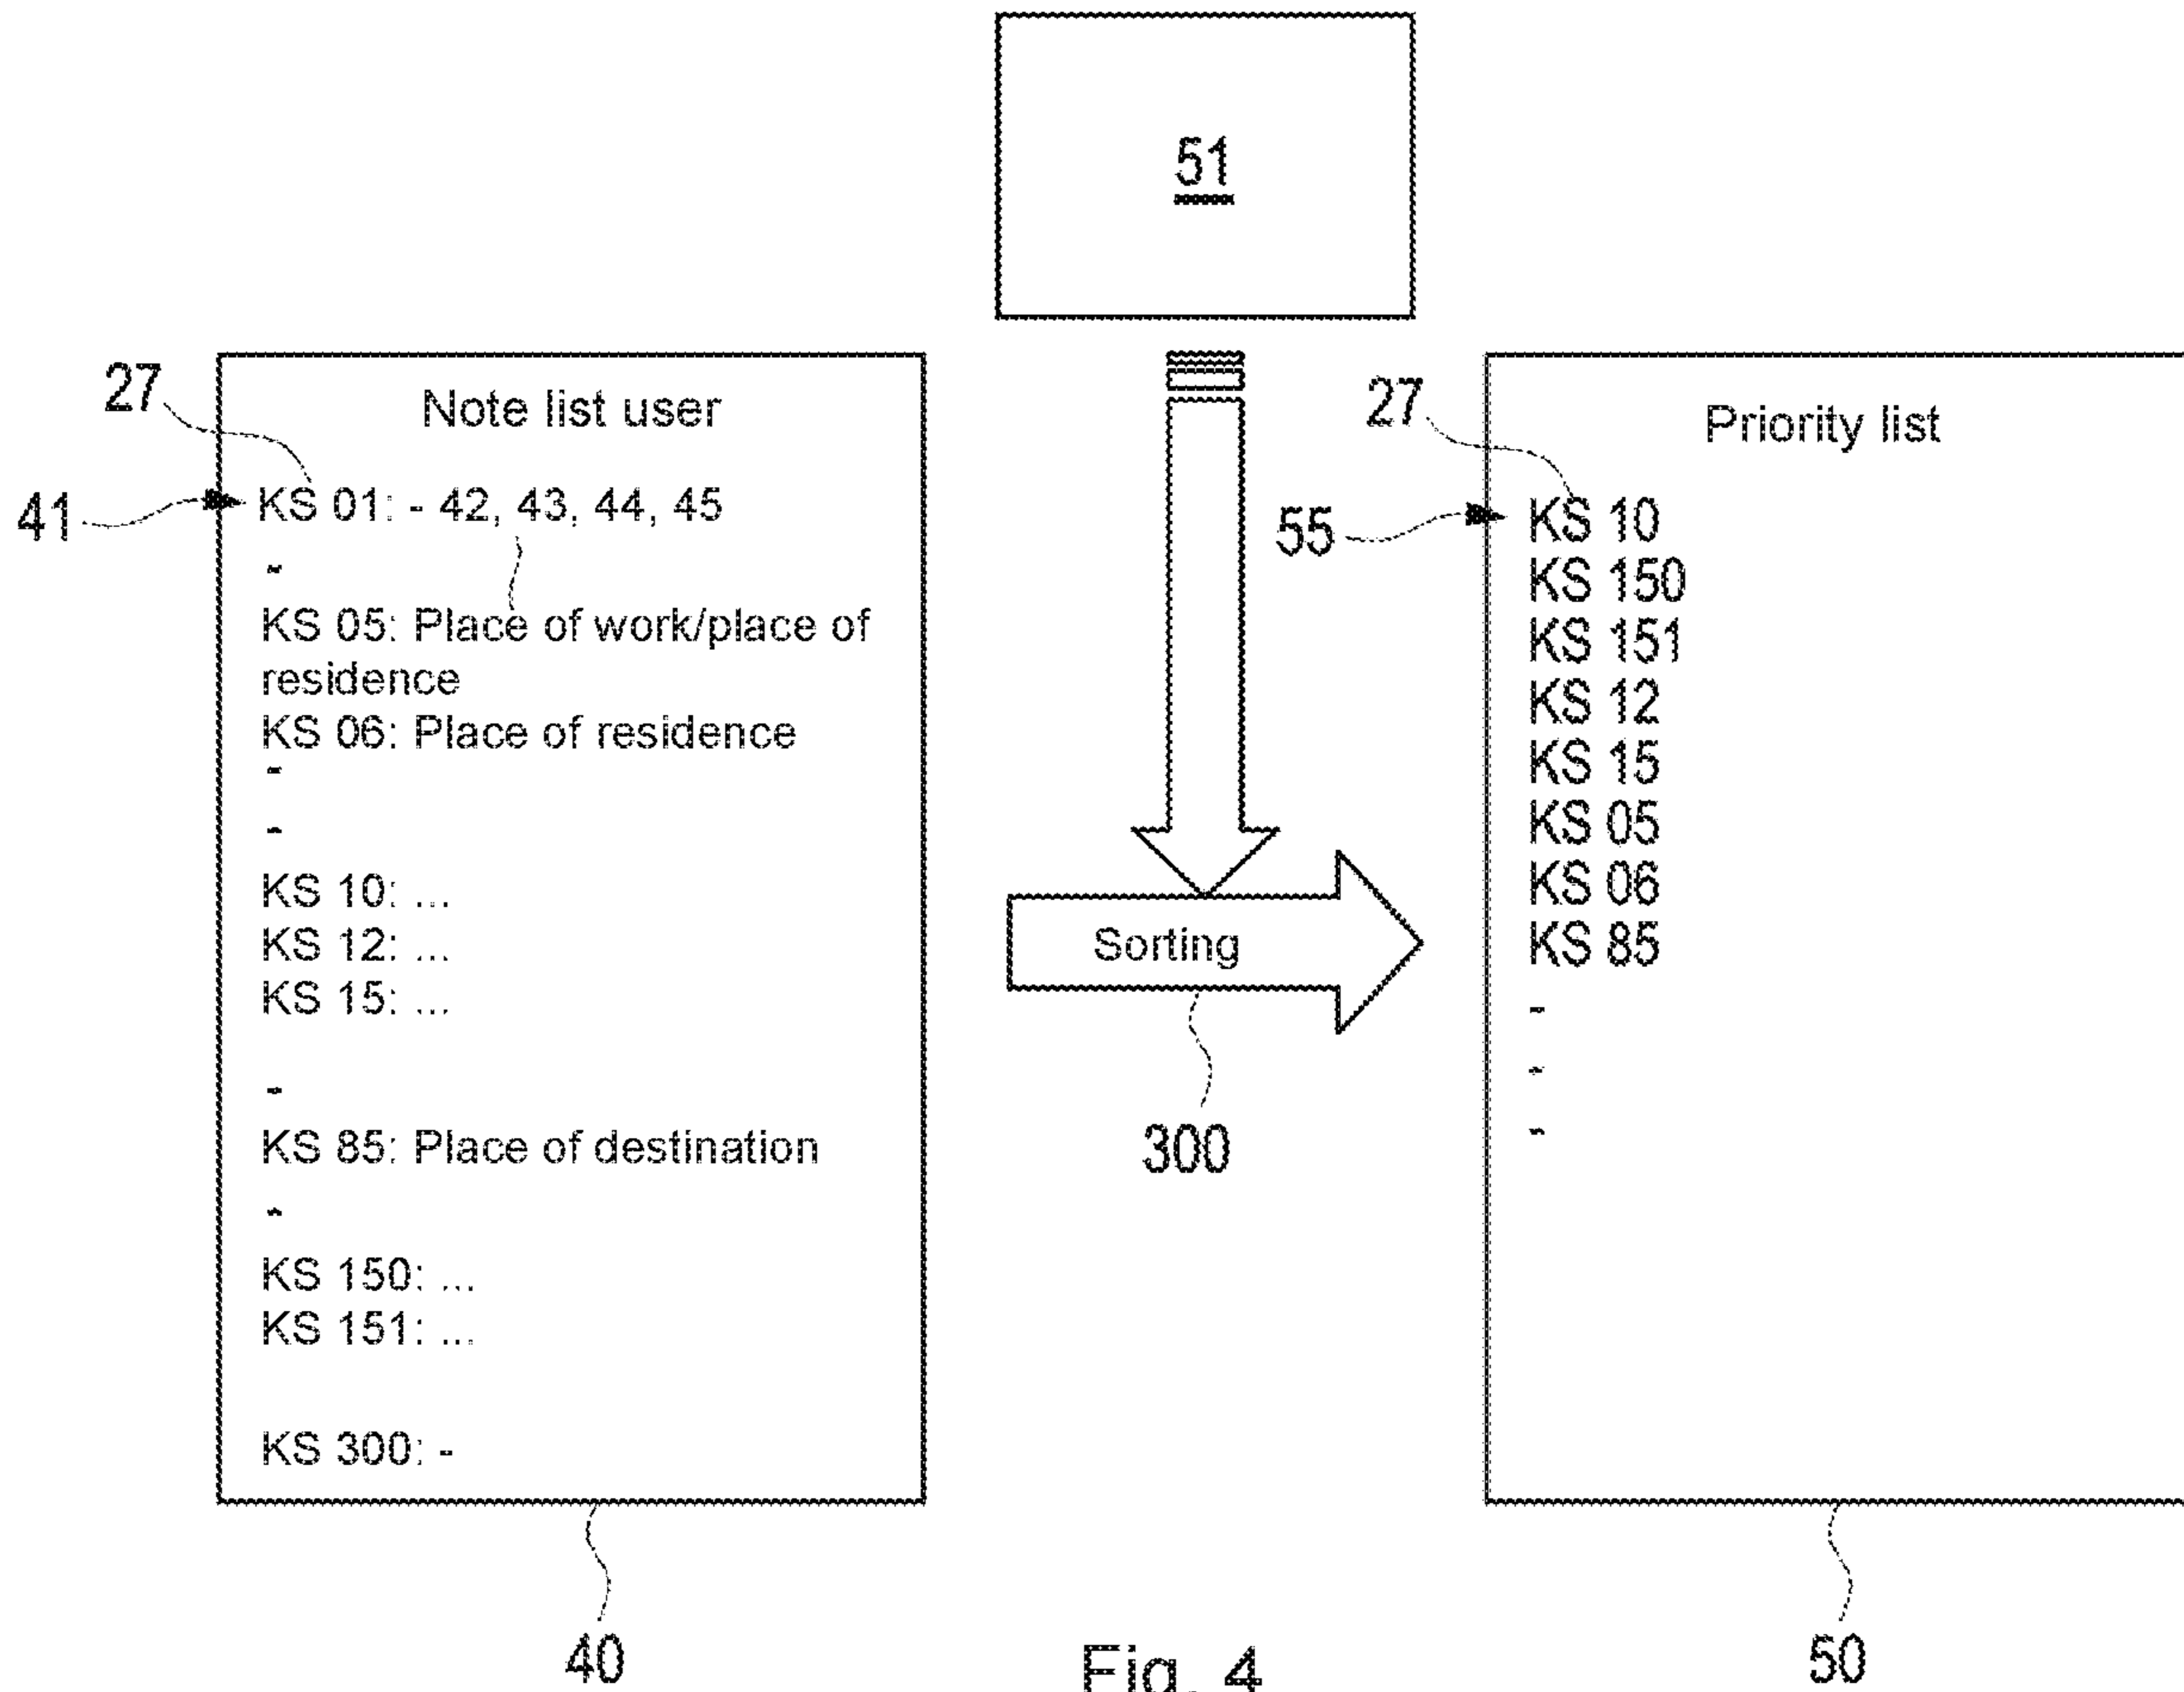 51
27
Note list user
41
KS 01: - 42, 43, 44, 45
-
KS 05: Place of work/place of
residence
KS 06: Place of residence
-
-
KS 10: ...
KS 12: ...
KS 15: ...
-
KS 85: Place of destination
-
KS 150: ...
KS 151: ...
KS 300: -
40
Sorting
300
27
Priority list
55
KS 10
KS 150
KS 151
KS 12
KS 15
KS 05
KS 06
KS 85
-
-
-
50
Fig. 4